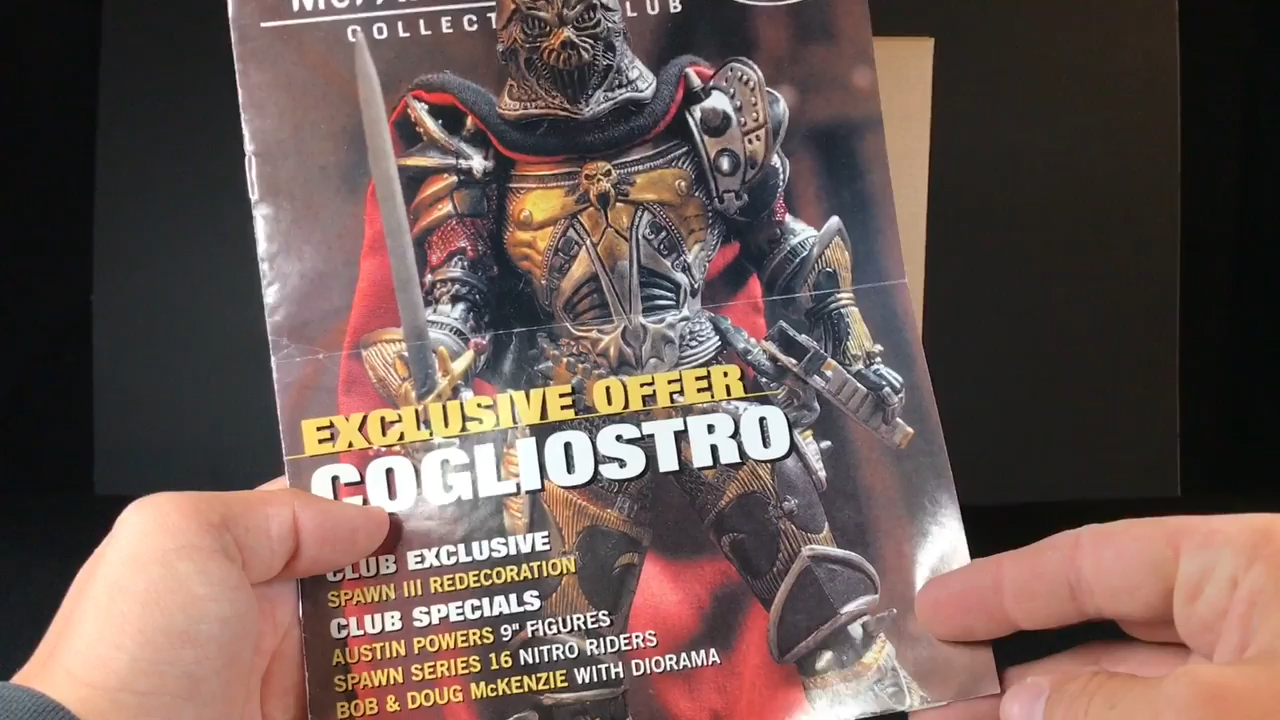 COLLECT LUB
EXCLUSIVE OFFER
COGLIOSTRO
CLUB EXCLUSIVE
SPAWN III REDECORATION
CLUB SPECIALS
AUSTIN POWERS 9" FIGURES
SPAWN SERIES 16 NITRO RIDERS
BOB & DOUG McKENZIE WITH DIORAMA